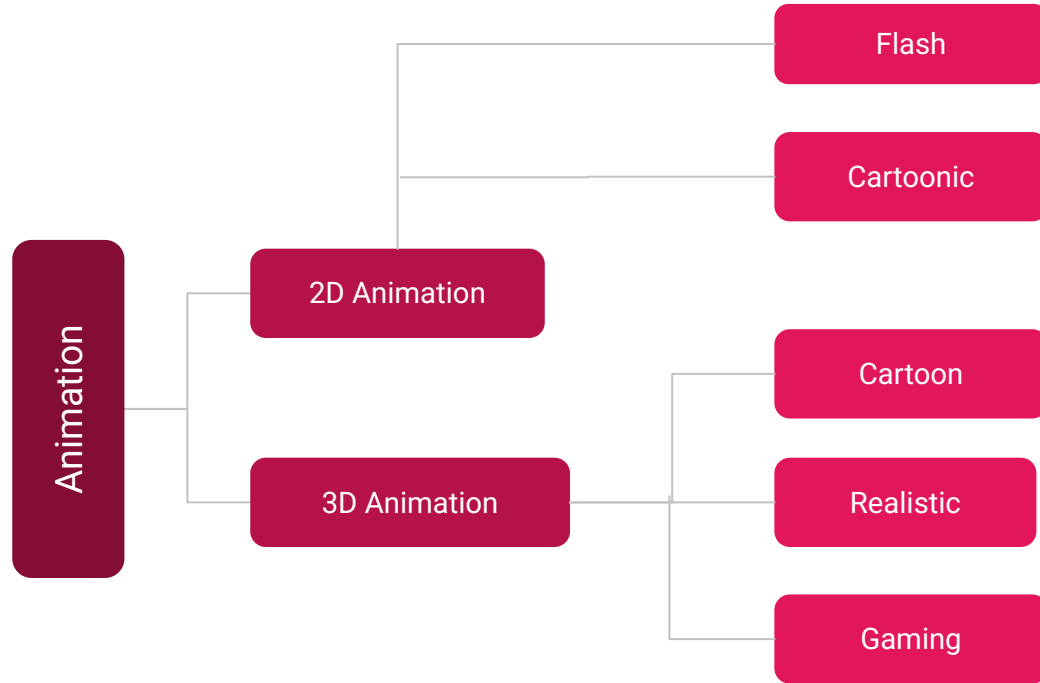 Animation
2D Animation
Flash
Cartoonic
3D Animation
Cartoon
Realistic
Gaming